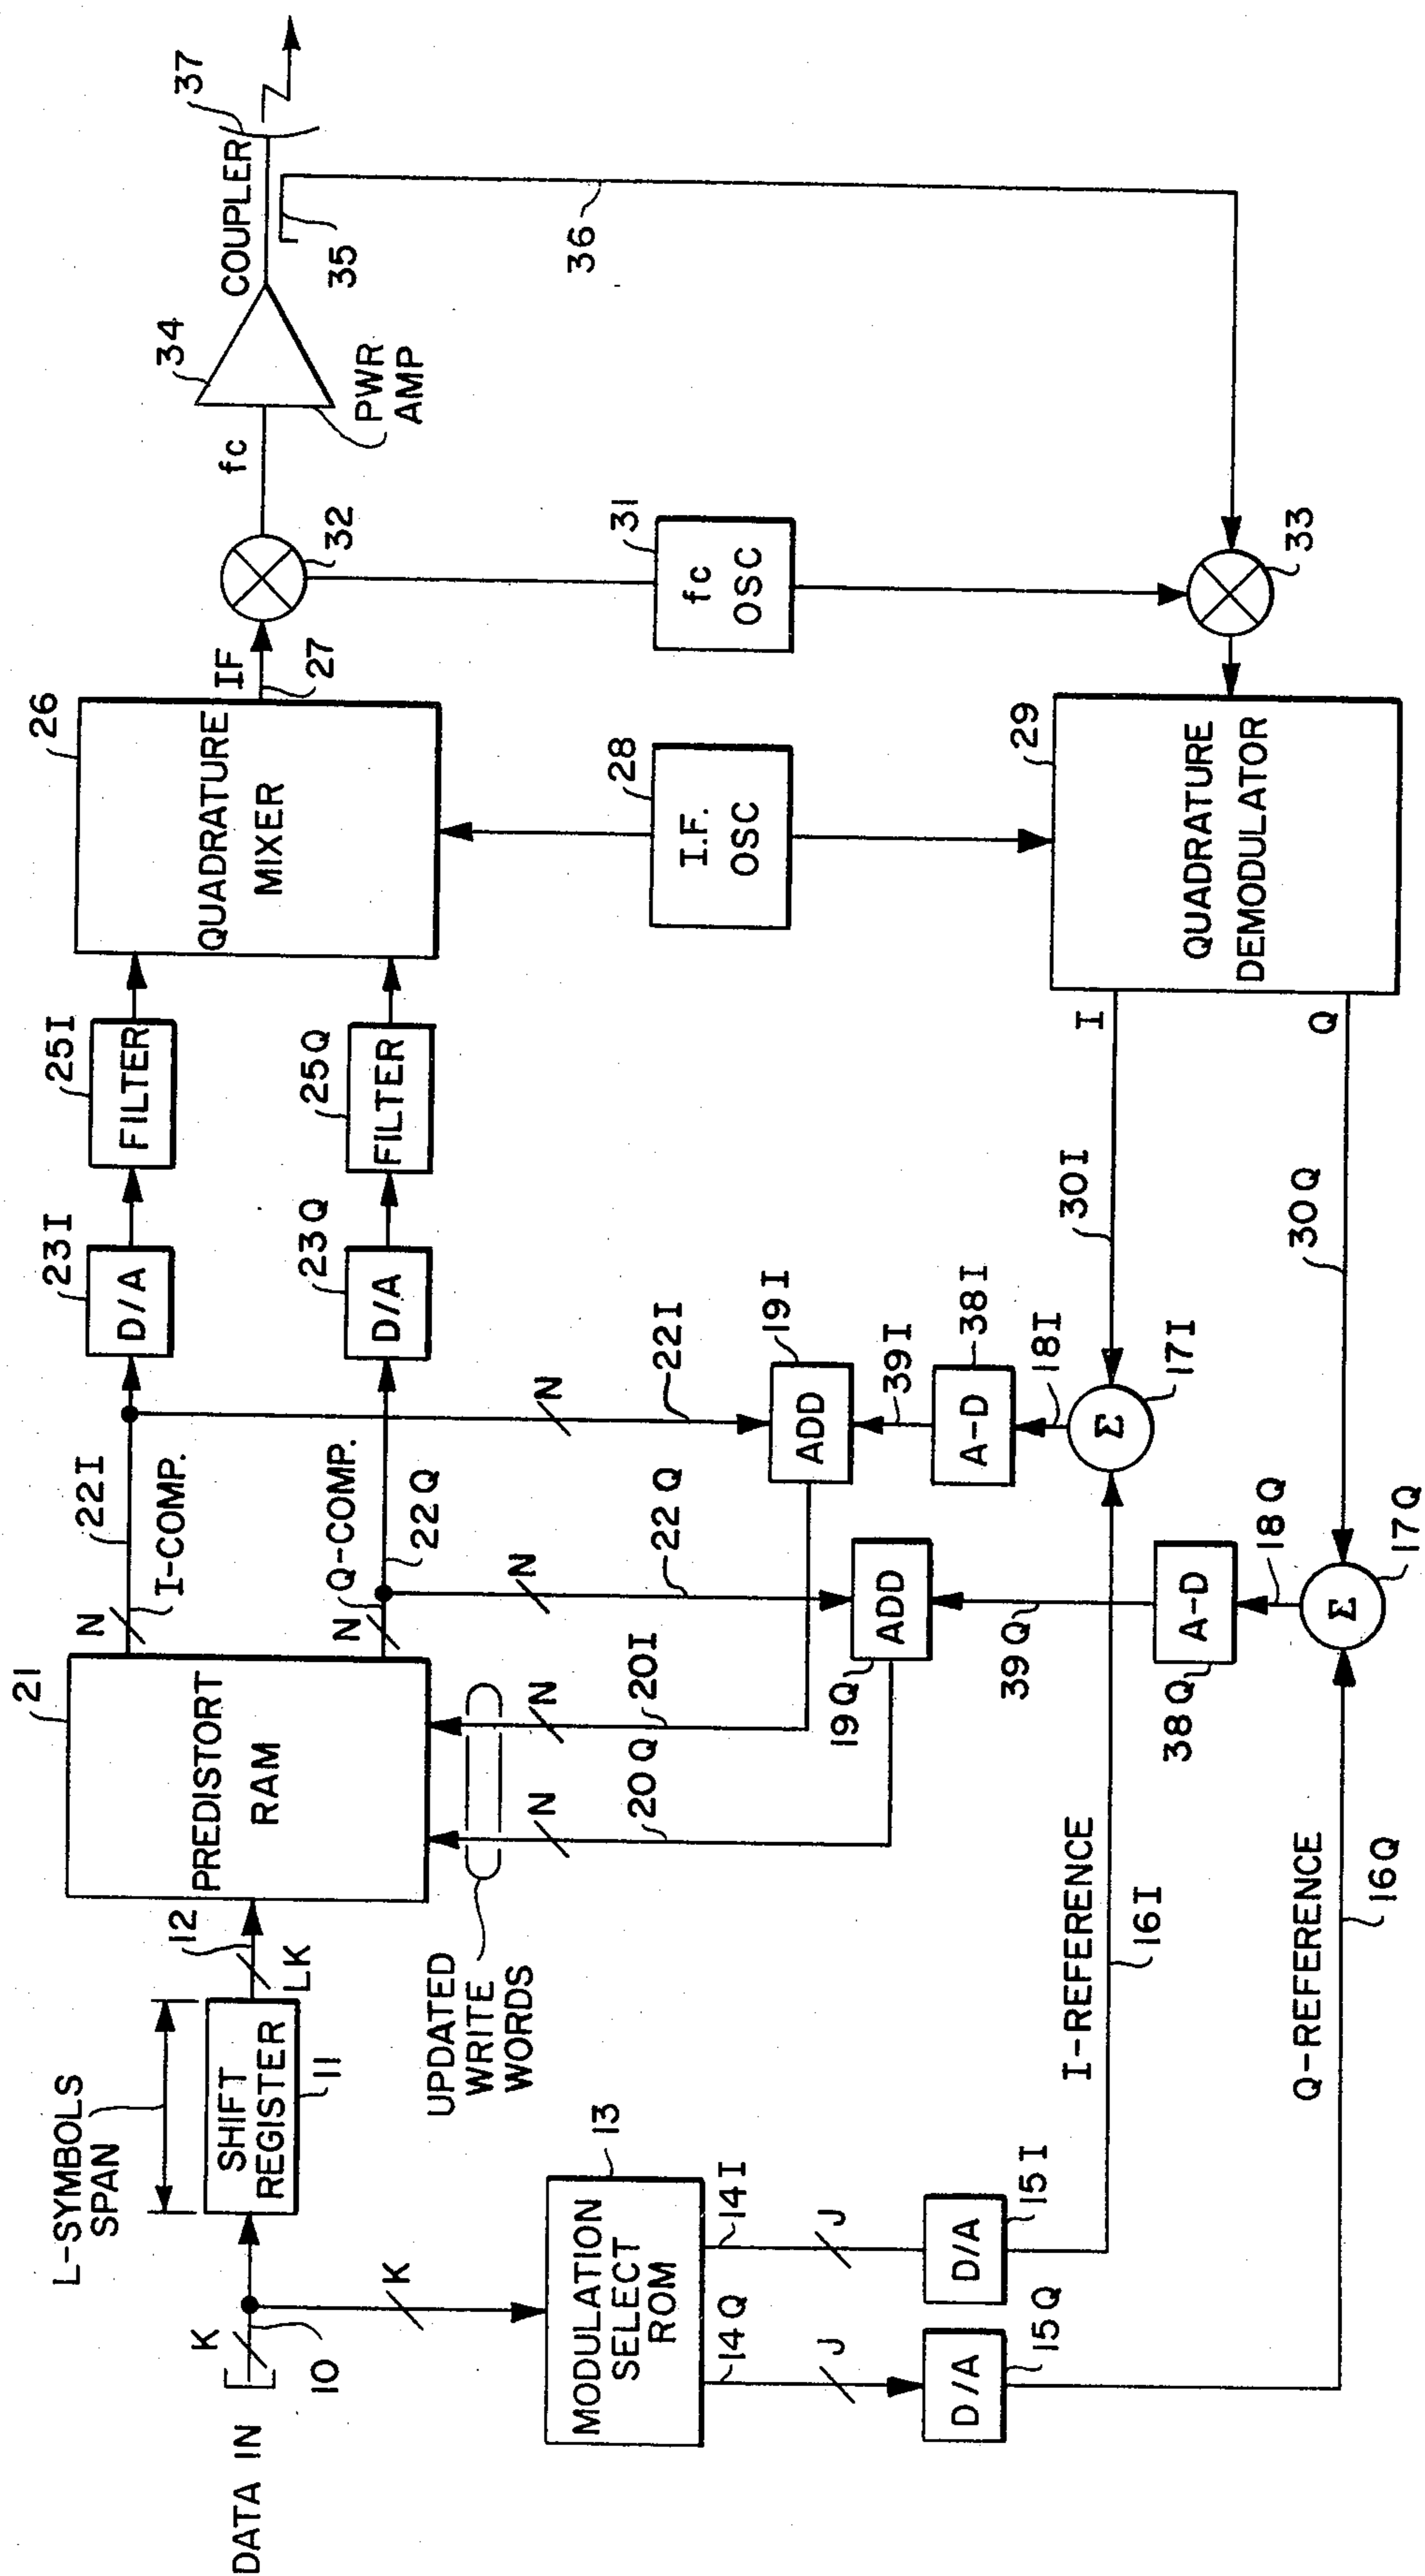 DATA IN
K
10
L-SYMBOLS
SPAN
SHIFT
REGISTER
11
12
LK
21
PREDISTORT
RAM
N
22I
I-COMP.
N
Q-COMP.
22Q
23I
D/A
23Q
D/A
25I
FILTER
25Q
FILTER
26
QUADRATURE
MIXER
IF
27
32
fc
34
PWR
AMP
COUPLER
37
35
36
31
fc
OSC
28
I.F.
OSC
33
29
QUADRATURE
DEMODULATOR
I
Q
30I
30Q
UPDATED
WRITE
WORDS
N
20Q
N
20I
N
22Q
N
22I
19Q
ADD
19I
ADD
39Q
39I
38Q
A-D
38I
A-D
18Q
18I
Σ
17I
Σ
17Q
K
13
MODULATION
SELECT
ROM
14Q
14I
J
J
D/A
15Q
D/A
15I
I-REFERENCE
16I
Q-REFERENCE
16Q